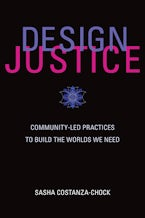 DESIGN
JUSTICE
COMMUNITY-LED PRACTICES
TO BUILD THE WORLDS WE NEED
SASHA COSTANZA-CHOCK